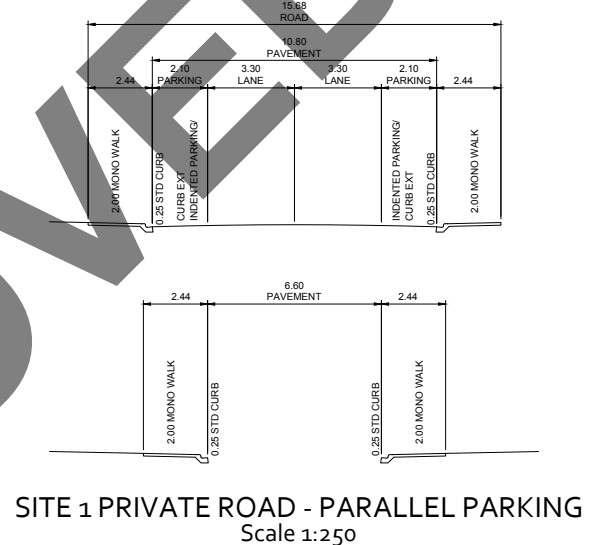 15.68
ROAD
10.80
PAVEMENT
2.44
2.10
PARKING
3.30
LANE
3.30
LANE
2.10
PARKING
2.44
2.00 MONO WALK
0.25 STD CURB
CURB EXT
INDENTED PARKING/
INDENTED PARKING/
CURB EXT
0.25 STD CURB
2.00 MONO WALK
2.44
6.60
PAVEMENT
2.44
2.00 MONO WALK
0.25 STD CURB
0.25 STD CURB
2.00 MONO WALK
SITE 1 PRIVATE ROAD - PARALLEL PARKING
Scale 1:250